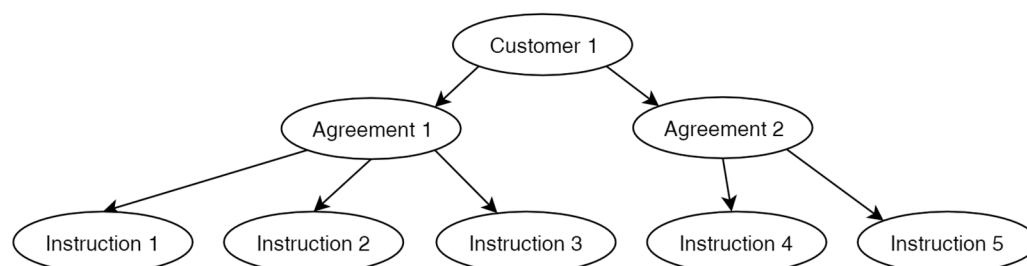 Customer 1
Agreement 1
Agreement 2
Instruction 1
Instruction 2
Instruction 3
Instruction 4
Instruction 5